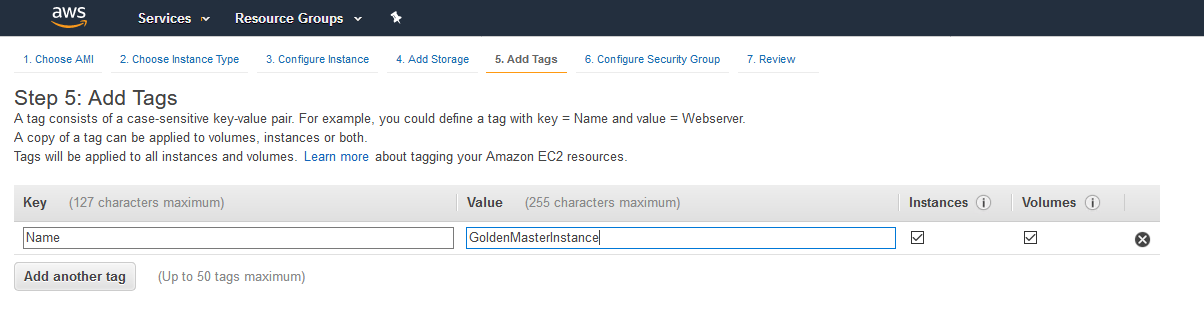 aws Services Resource Groups
1. Choose AMI 2. Choose Instance Type 3. Configure Instance 4. Add Storage 5. Add Tags 6. Configure Security Group 7. Review
Step 5: Add Tags
A tag consists of a case-sensitive key-value pair. For example, you could define a tag with key = Name and value = Webserver.
A copy of a tag can be applied to volumes, instances or both.
Tags will be applied to all instances and volumes. Learn more about tagging your Amazon EC2 resources.
Key (127 characters maximum) Value (255 characters maximum) Instances i Volumes i
Name GoldenMasterInstance
Add another tag (Up to 50 tags maximum)